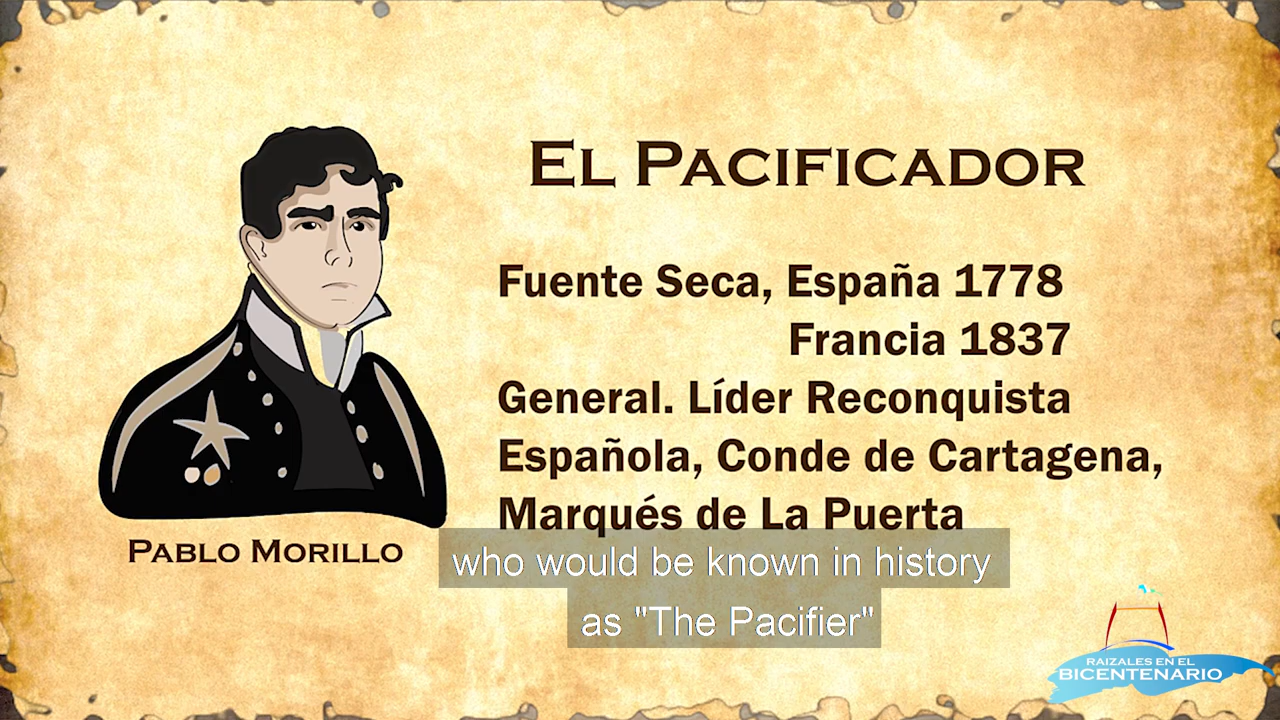 El Pacificador
Fuente Seca, España 1778
Francia 1837
General. Líder Reconquista
Española, Conde de Cartagena,
Marqués de La Puerta
Pablo Morillo
who would be known in history
as "The Pacifier"
RAIZALES EN EL
BICENTENARIO